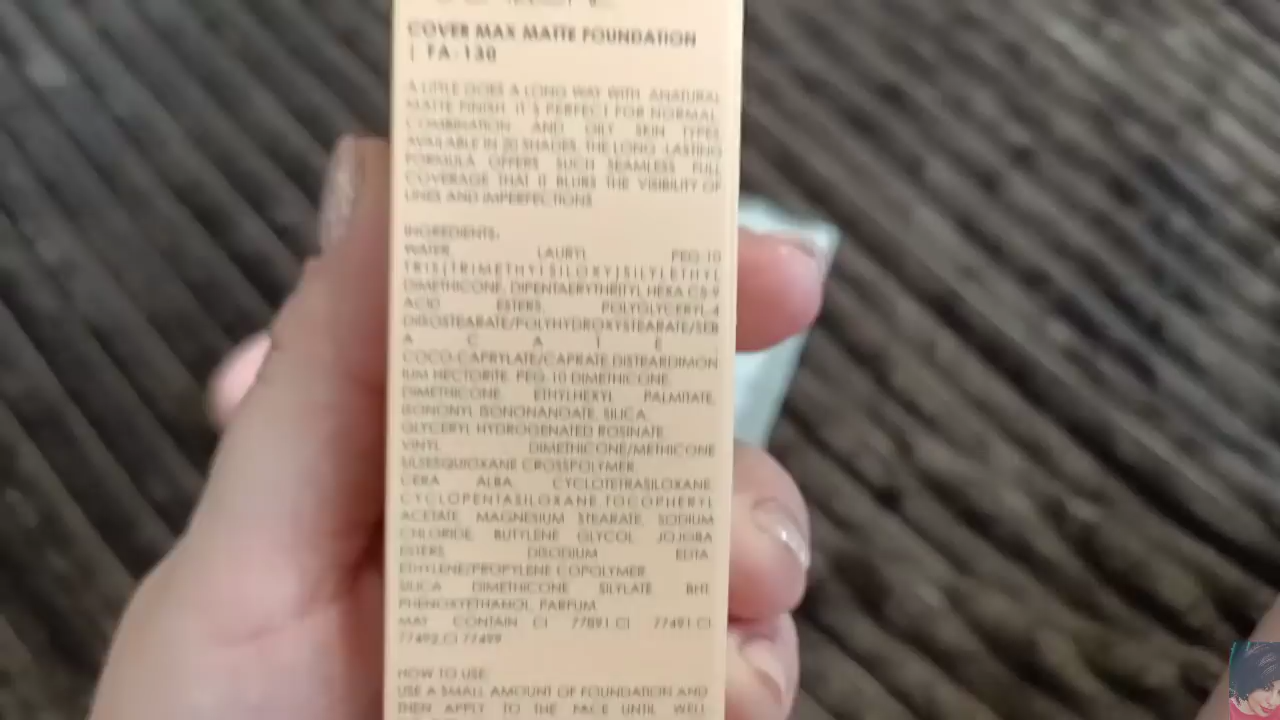 COVER MAX MATTE FOUNDATION
| FA-130
A LITTLE GOES A LONG WAY WITH ANATURAL
MATTE FINISH. IT S PERFECT FOR NORMAL
COMBINATION AND OILY SKIN TYPES
AVAILABLE IN 20 SHADES. THE LONG LASTING
FORMULA OFFERS SUCH SEAMLESS FULL
COVERAGE THAT IT BLURS THE VISIBILITY OF
LINES AND IMPERFECTIONS.
INGREDIENTS:
WATER LAURYL PEG-10
TRIS(TRIMETHYLSILOXY)SILYLETHYL
DIMETHICONE, DIPENTAERYTHRITYL HEXA C5-9
ACID ESTERS, POLYGLYCERYL-4
DIISOSTEARATE/POLYHYDROXYSTEARATE/SEB
A C A T E
COCO-CAPRYLATE/CAPRATE DISTEARDIMON
IUM HECTORITE, PEG-10 DIMETHICONE
DIMETHICONE ETHYLHEXYL PALMITATE,
ISONONYL ISONONANOATE, SILICA,
GLYCERYL HYDROGENATED ROSINATE
VINYL DIMETHICONE/METHICONE
SILSESQUIOXANE CROSSPOLYMER
CERA ALBA, CYCLOTETRASILOXANE
CYCLOPENTASILOXANE TOCOPHERYL
ACETATE MAGNESIUM STEARATE, SODIUM
CHLORIDE BUTYLENE GLYCOL JOJOBA
ESTERS DISODIUM EDTA
ETHYLENE/PROPYLENE COPOLYMER
SILICA DIMETHICONE SILYLATE BHT,
PHENOXYETHANOL, PARFUM
MAY CONTAIN CI 77891,CI 77491,CI
77492,CI 77499
HOW TO USE:
USE A SMALL AMOUNT OF FOUNDATION AND
THEN APPLY TO THE FACE UNTIL WELL